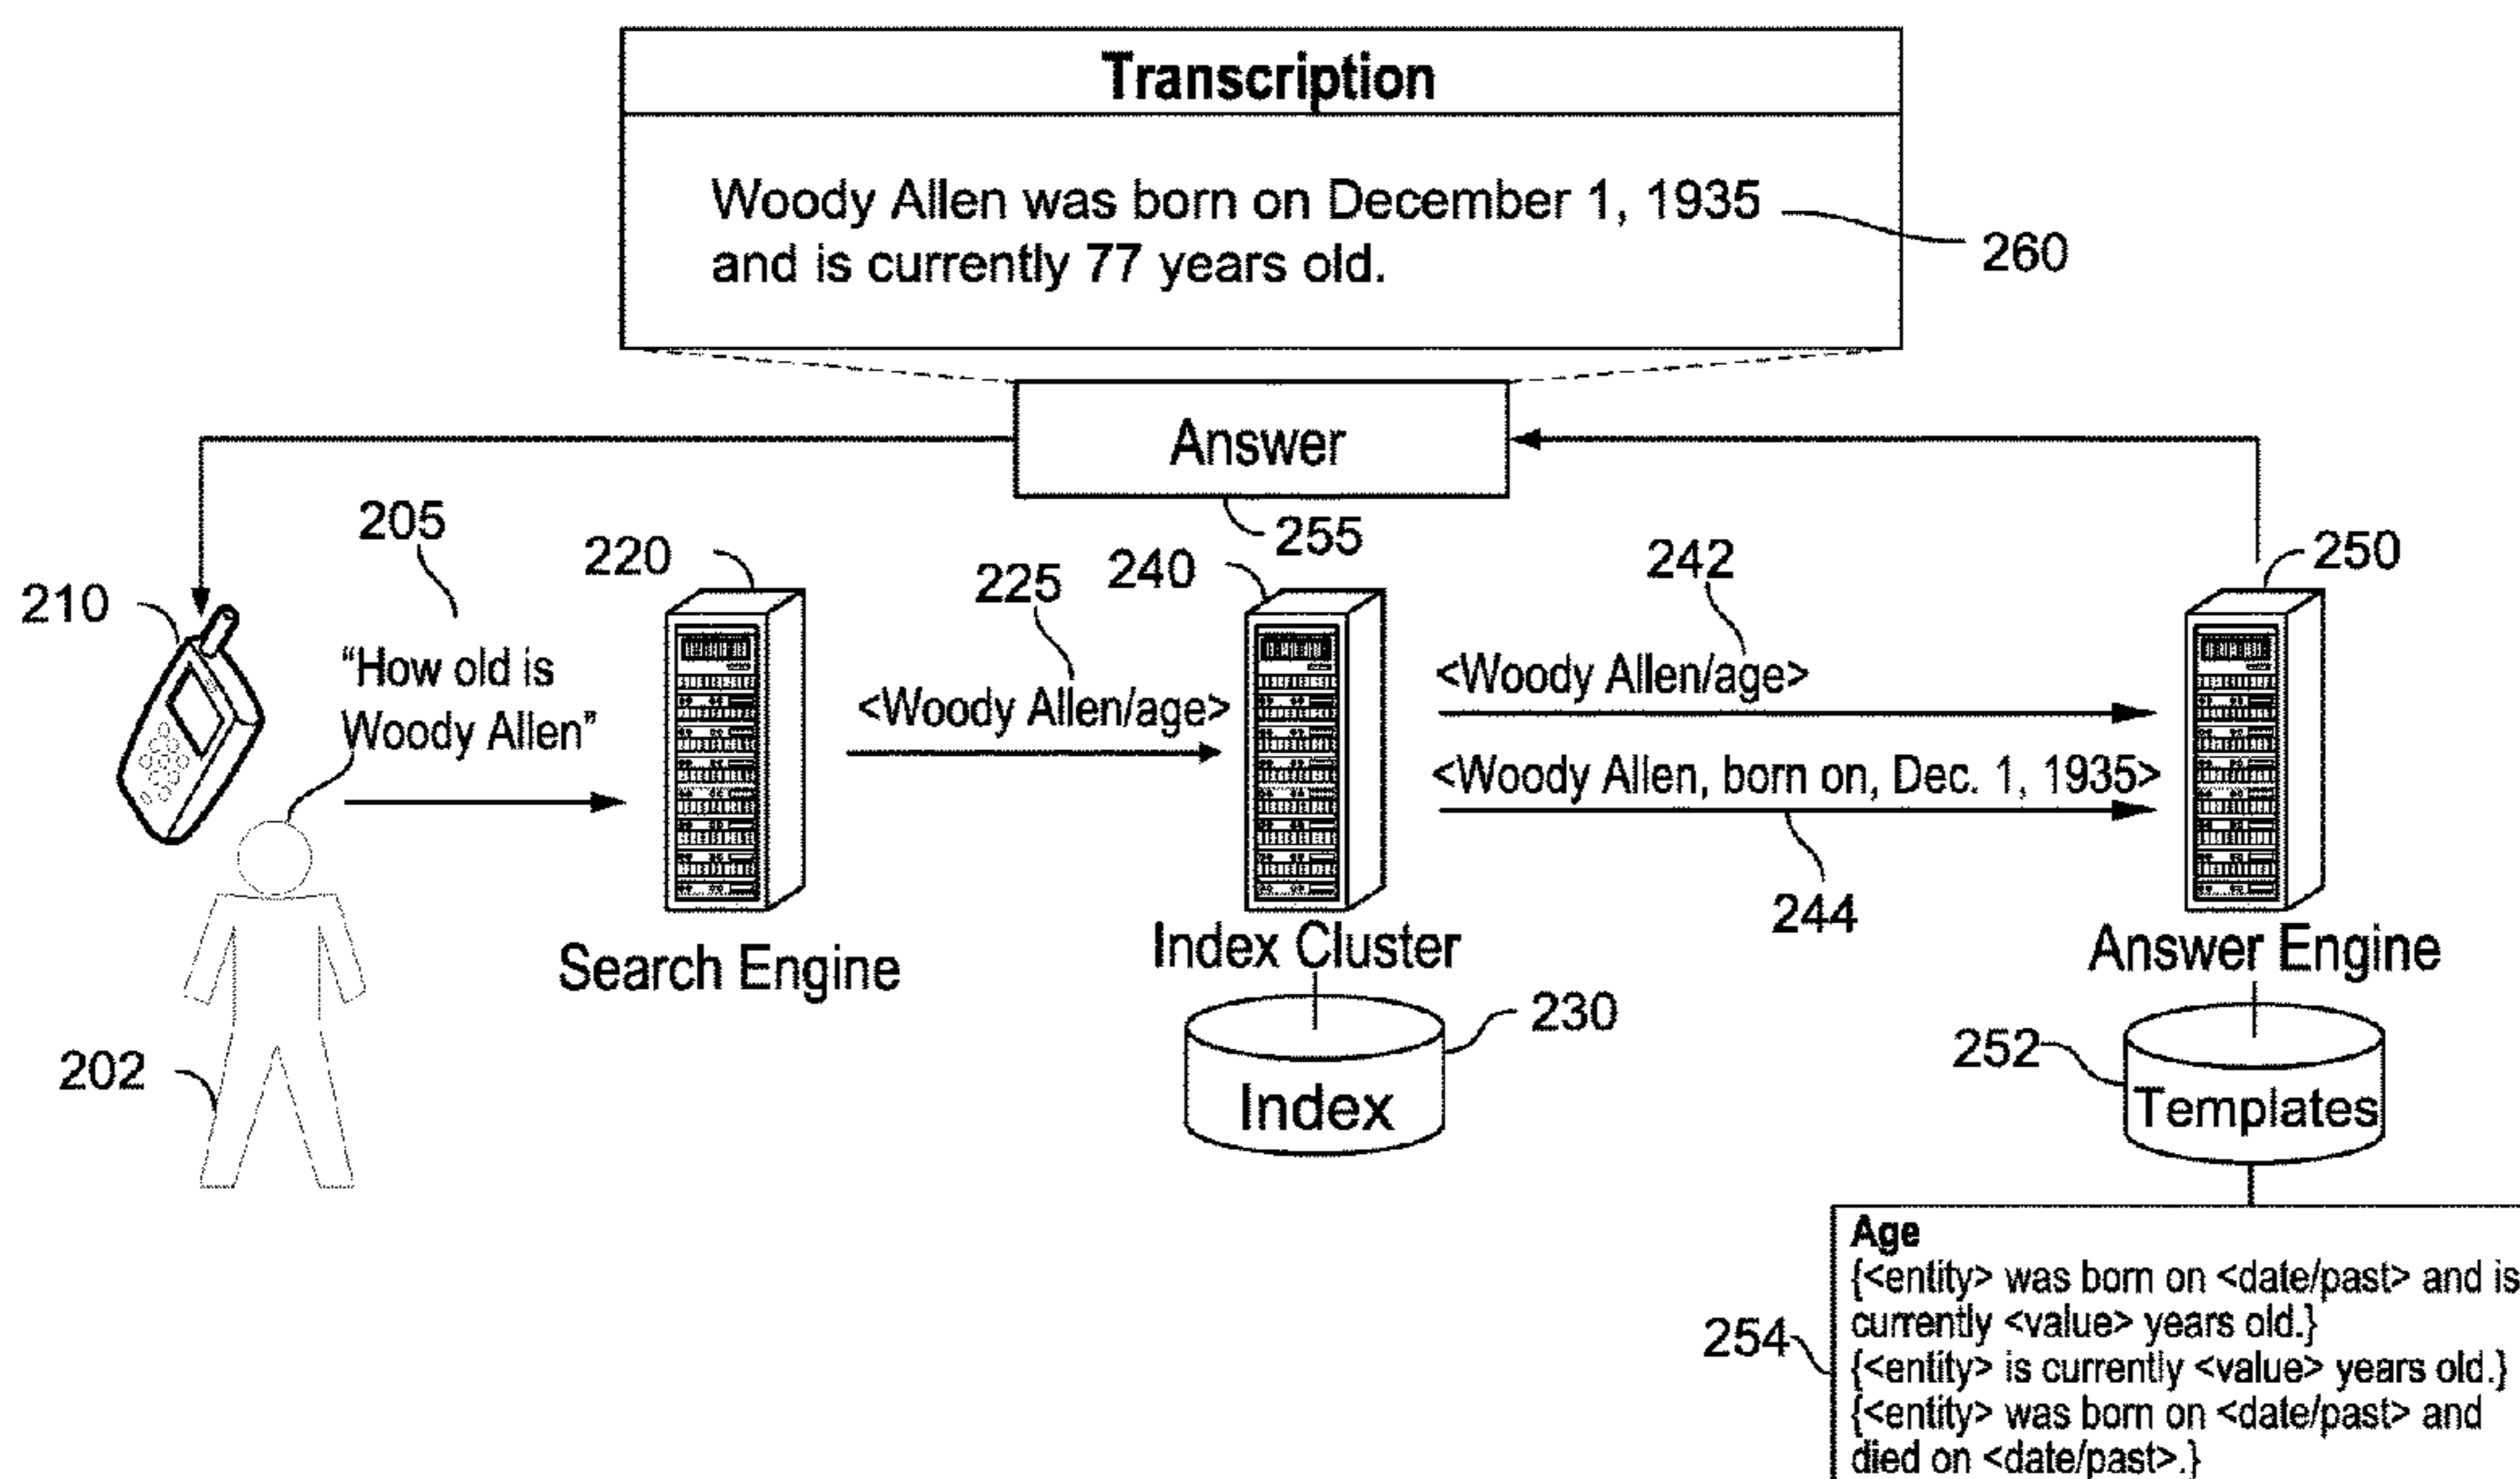 Transcription
Woody Allen was born on December 1, 1935
and is currently 77 years old.
260
Answer
255
205
210
220
225
240
242
250
“How old is
Woody Allen”
<Woody Allen/age>
<Woody Allen/age>
<Woody Allen, born on, Dec. 1, 1935>
244
Search Engine
Index Cluster
Answer Engine
202
230
Index
252
Templates
254
Age
{<entity> was born on <date/past> and is
currently <value> years old.}
{<entity> is currently <value> years old.}
{<entity> was born on <date/past> and
died on <date/past>.}